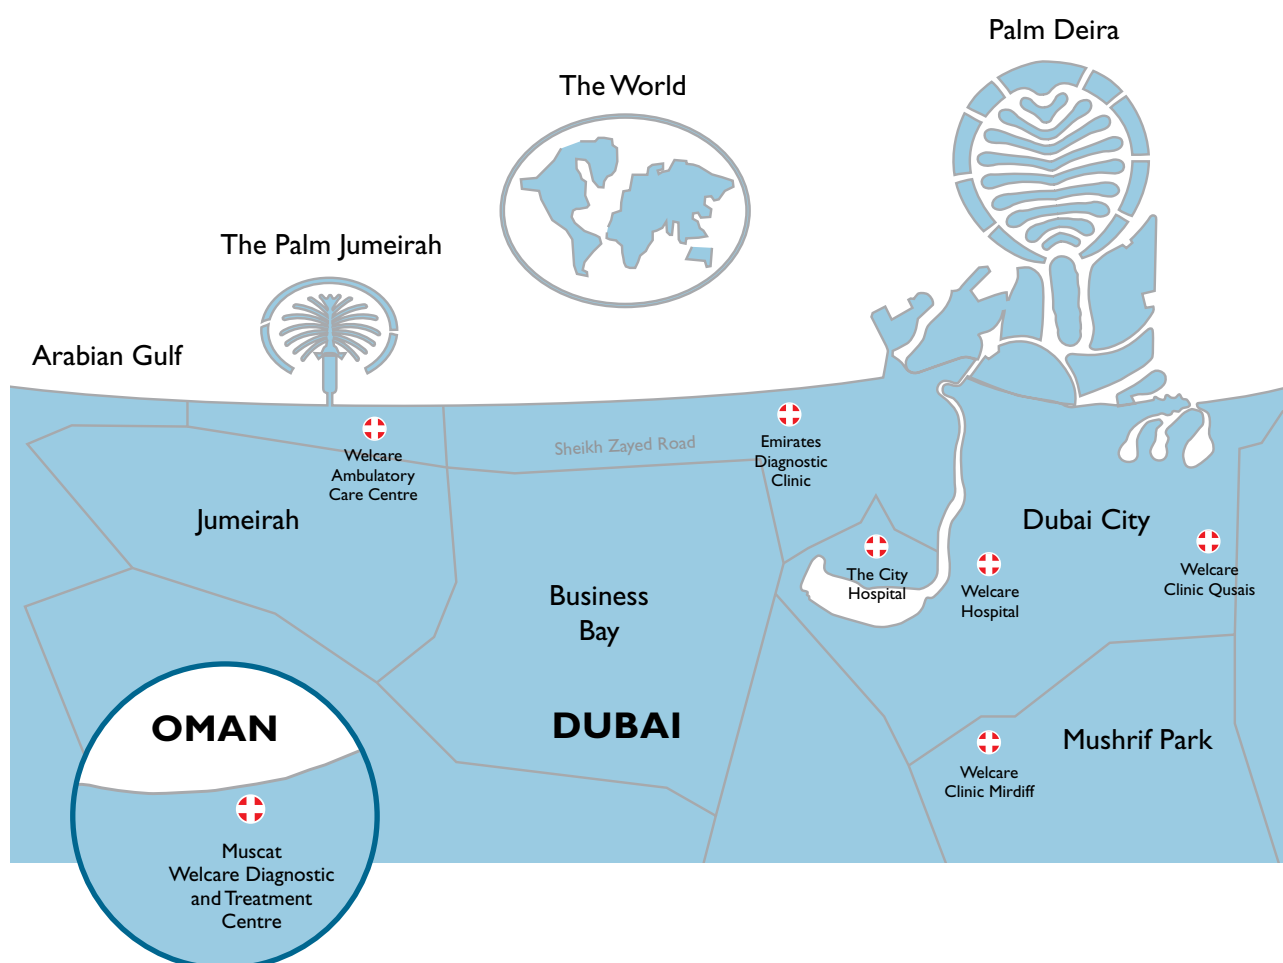 Palm Deira
The World
The Palm Jumeirah
Arabian Gulf
Sheikh Zayed Road
Emirates
Diagnostic
Clinic
Welcare
Ambulatory
Care Centre
Jumeirah
Dubai City
The City
Hospital
Welcare
Hospital
Welcare
Clinic Qusais
Business
Bay
DUBAI
OMAN
Mushrif Park
Welcare
Clinic Mirdiff
Muscat
Welcare Diagnostic
and Treatment
Centre